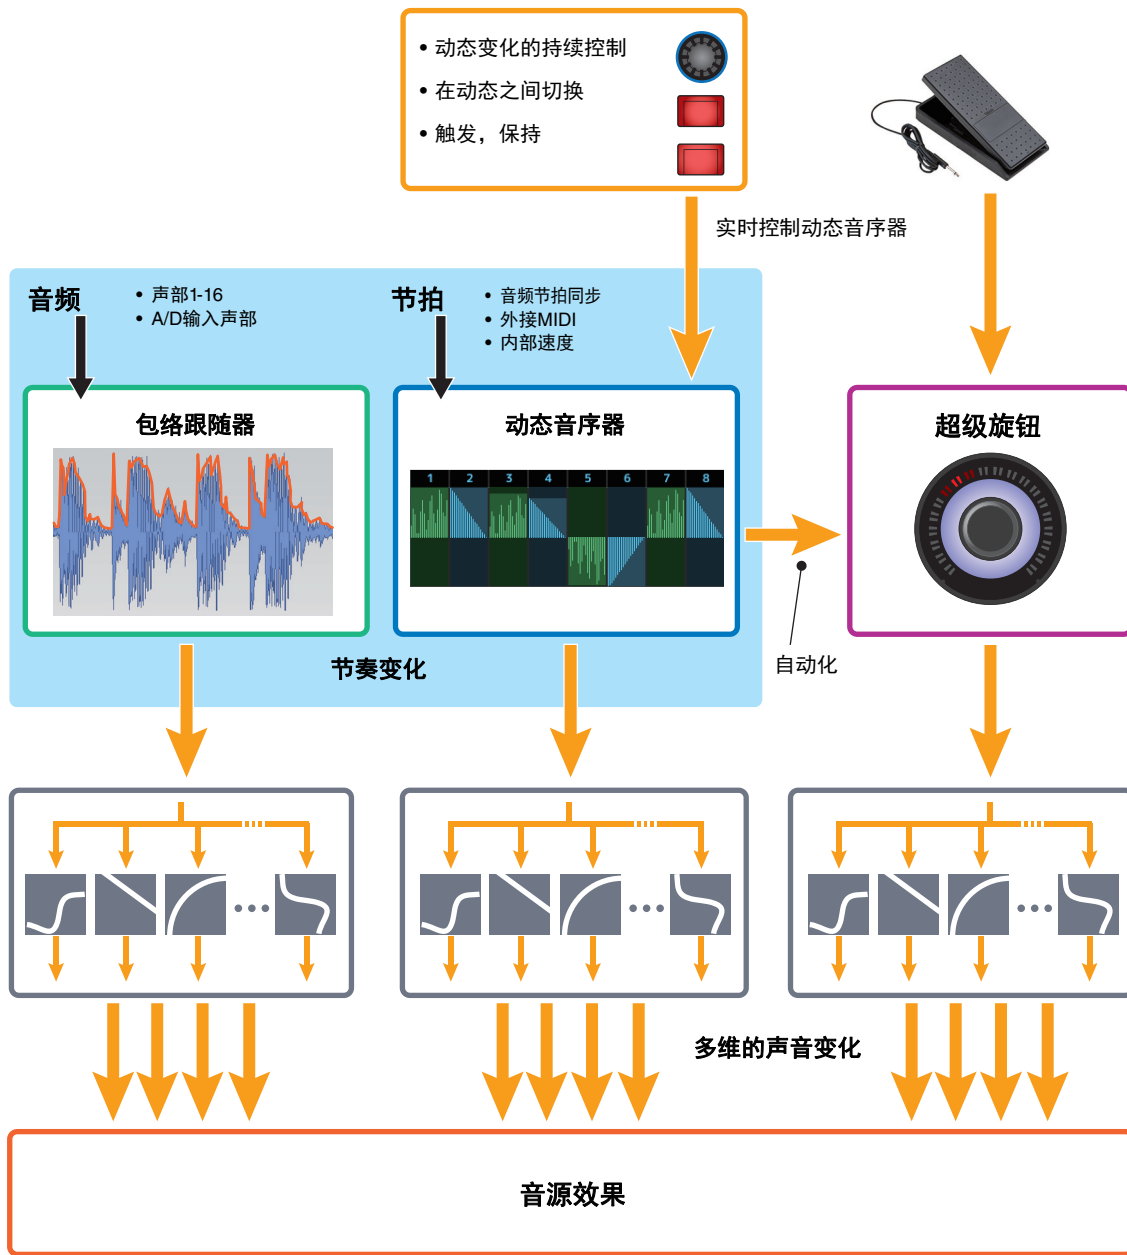 • 动态变化的持续控制
• 在动态之间切换
• 触发，保持
实时控制动态音序器
音频
• 声部1-16
• A/D输入声部
节拍
• 音频节拍同步
• 外接MIDI
• 内部速度
包络跟随器
动态音序器
1 2 3 4 5 6 7 8
超级旋钮
自动化
节奏变化
多维的声音变化
音源效果